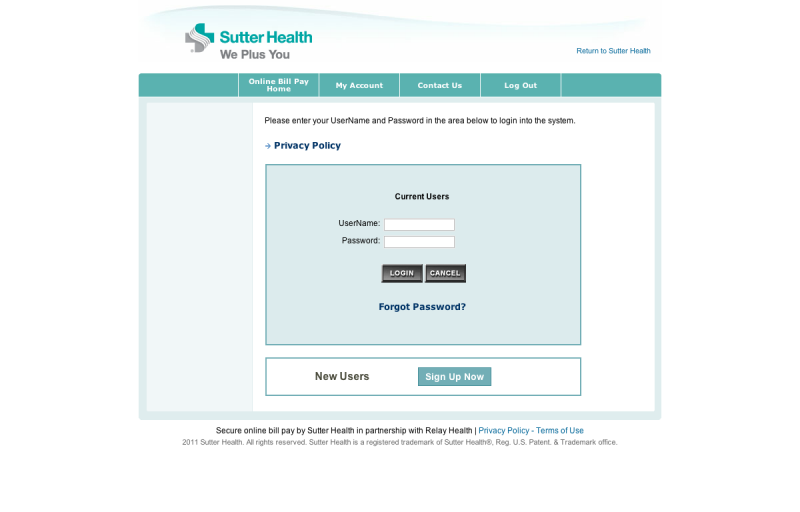 Sutter Health
We Plus You
Return to Sutter Health
Online Bill Pay
Home
My Account
Contact Us
Log Out
Please enter your UserName and Password in the area below to login into the system.
Privacy Policy
Current Users
UserName:
Password:
LOGIN CANCEL
Forgot Password?
New Users Sign Up Now
Secure online bill pay by Sutter Health in partnership with Relay Health | Privacy Policy - Terms of Use
2011 Sutter Health. All rights reserved. Sutter Health is a registered trademark of Sutter Health®, Reg. U.S. Patent. & Trademark office.